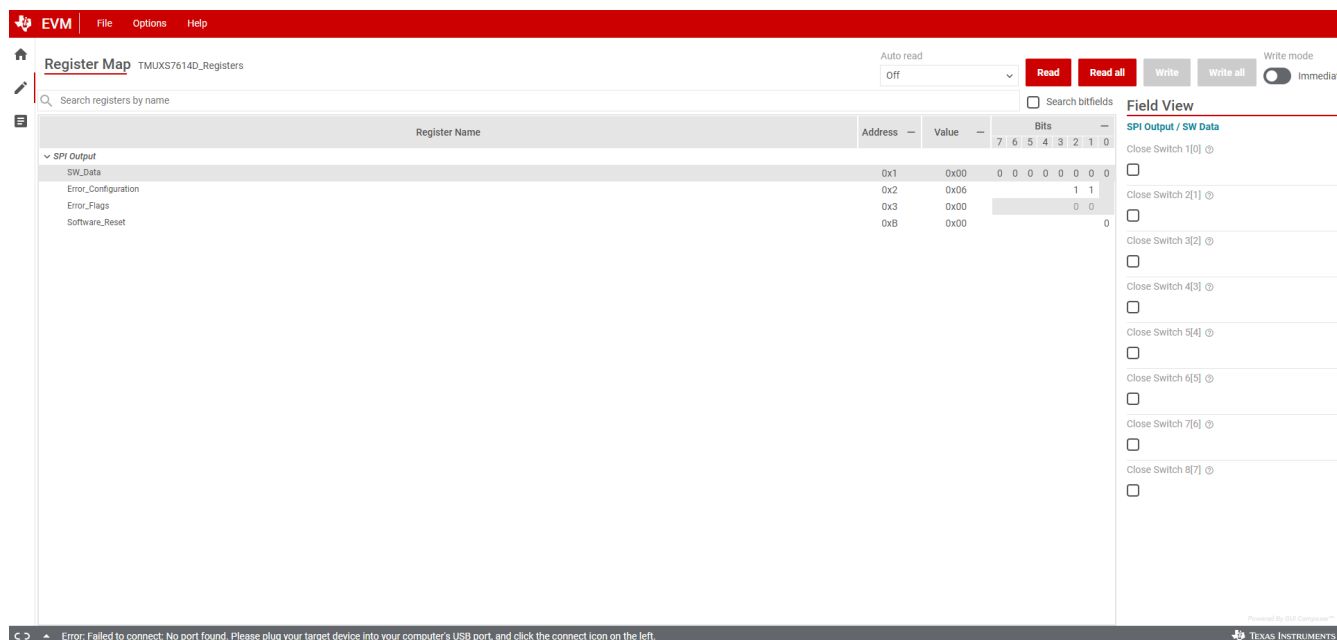 EVM File Options Help
Register Map TMUXS7614D_Registers
Auto read
Off
Read Read all Write Write all
Write mode
Immediat
Search registers by name
Search bitfields
Register Name Address Value Bits
7 6 5 4 3 2 1 0
SPI Output
SW_Data 0x1 0x00 0 0 0 0 0 0 0 0
Error_Configuration 0x2 0x06 1 1
Error_Flags 0x3 0x00 0 0
Software_Reset 0xB 0x00 0
Field View
SPI Output / SW Data
Close Switch 1[0]
Close Switch 2[1]
Close Switch 3[2]
Close Switch 4[3]
Close Switch 5[4]
Close Switch 6[5]
Close Switch 7[6]
Close Switch 8[7]
Powered By GUI Composer™
Error: Failed to connect: No port found. Please plug your target device into your computer's USB port, and click the connect icon on the left.
TEXAS INSTRUMENTS